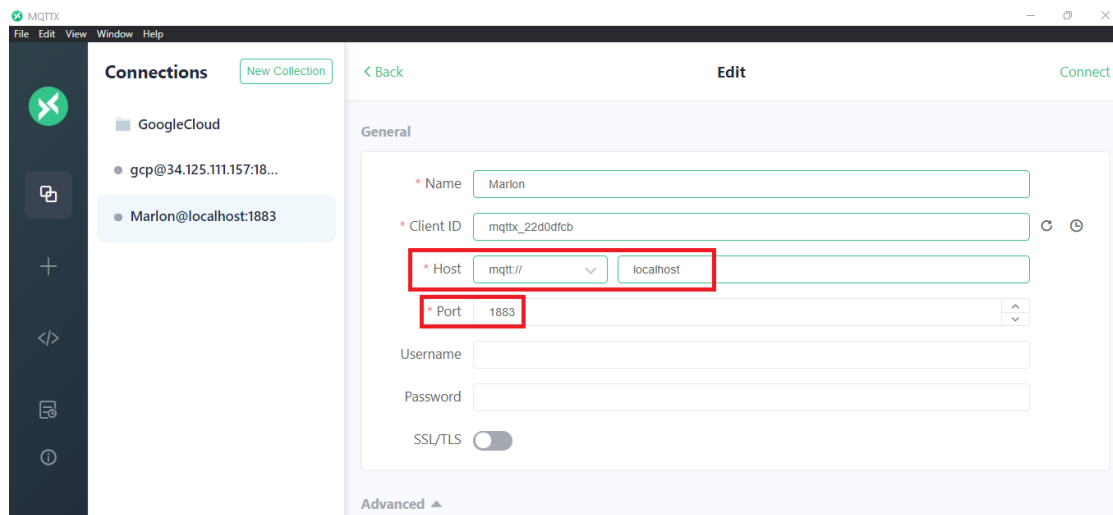 MQTTX
File Edit View Window Help
Connections
New Collection
GoogleCloud
gcp@34.125.111.157:18...
Marlon@localhost:1883
< Back
Edit
Connect
General
* Name Marlon
* Client ID mqttx_22d0dfcb
* Host mqtt:// localhost
* Port 1883
Username
Password
SSL/TLS
Advanced